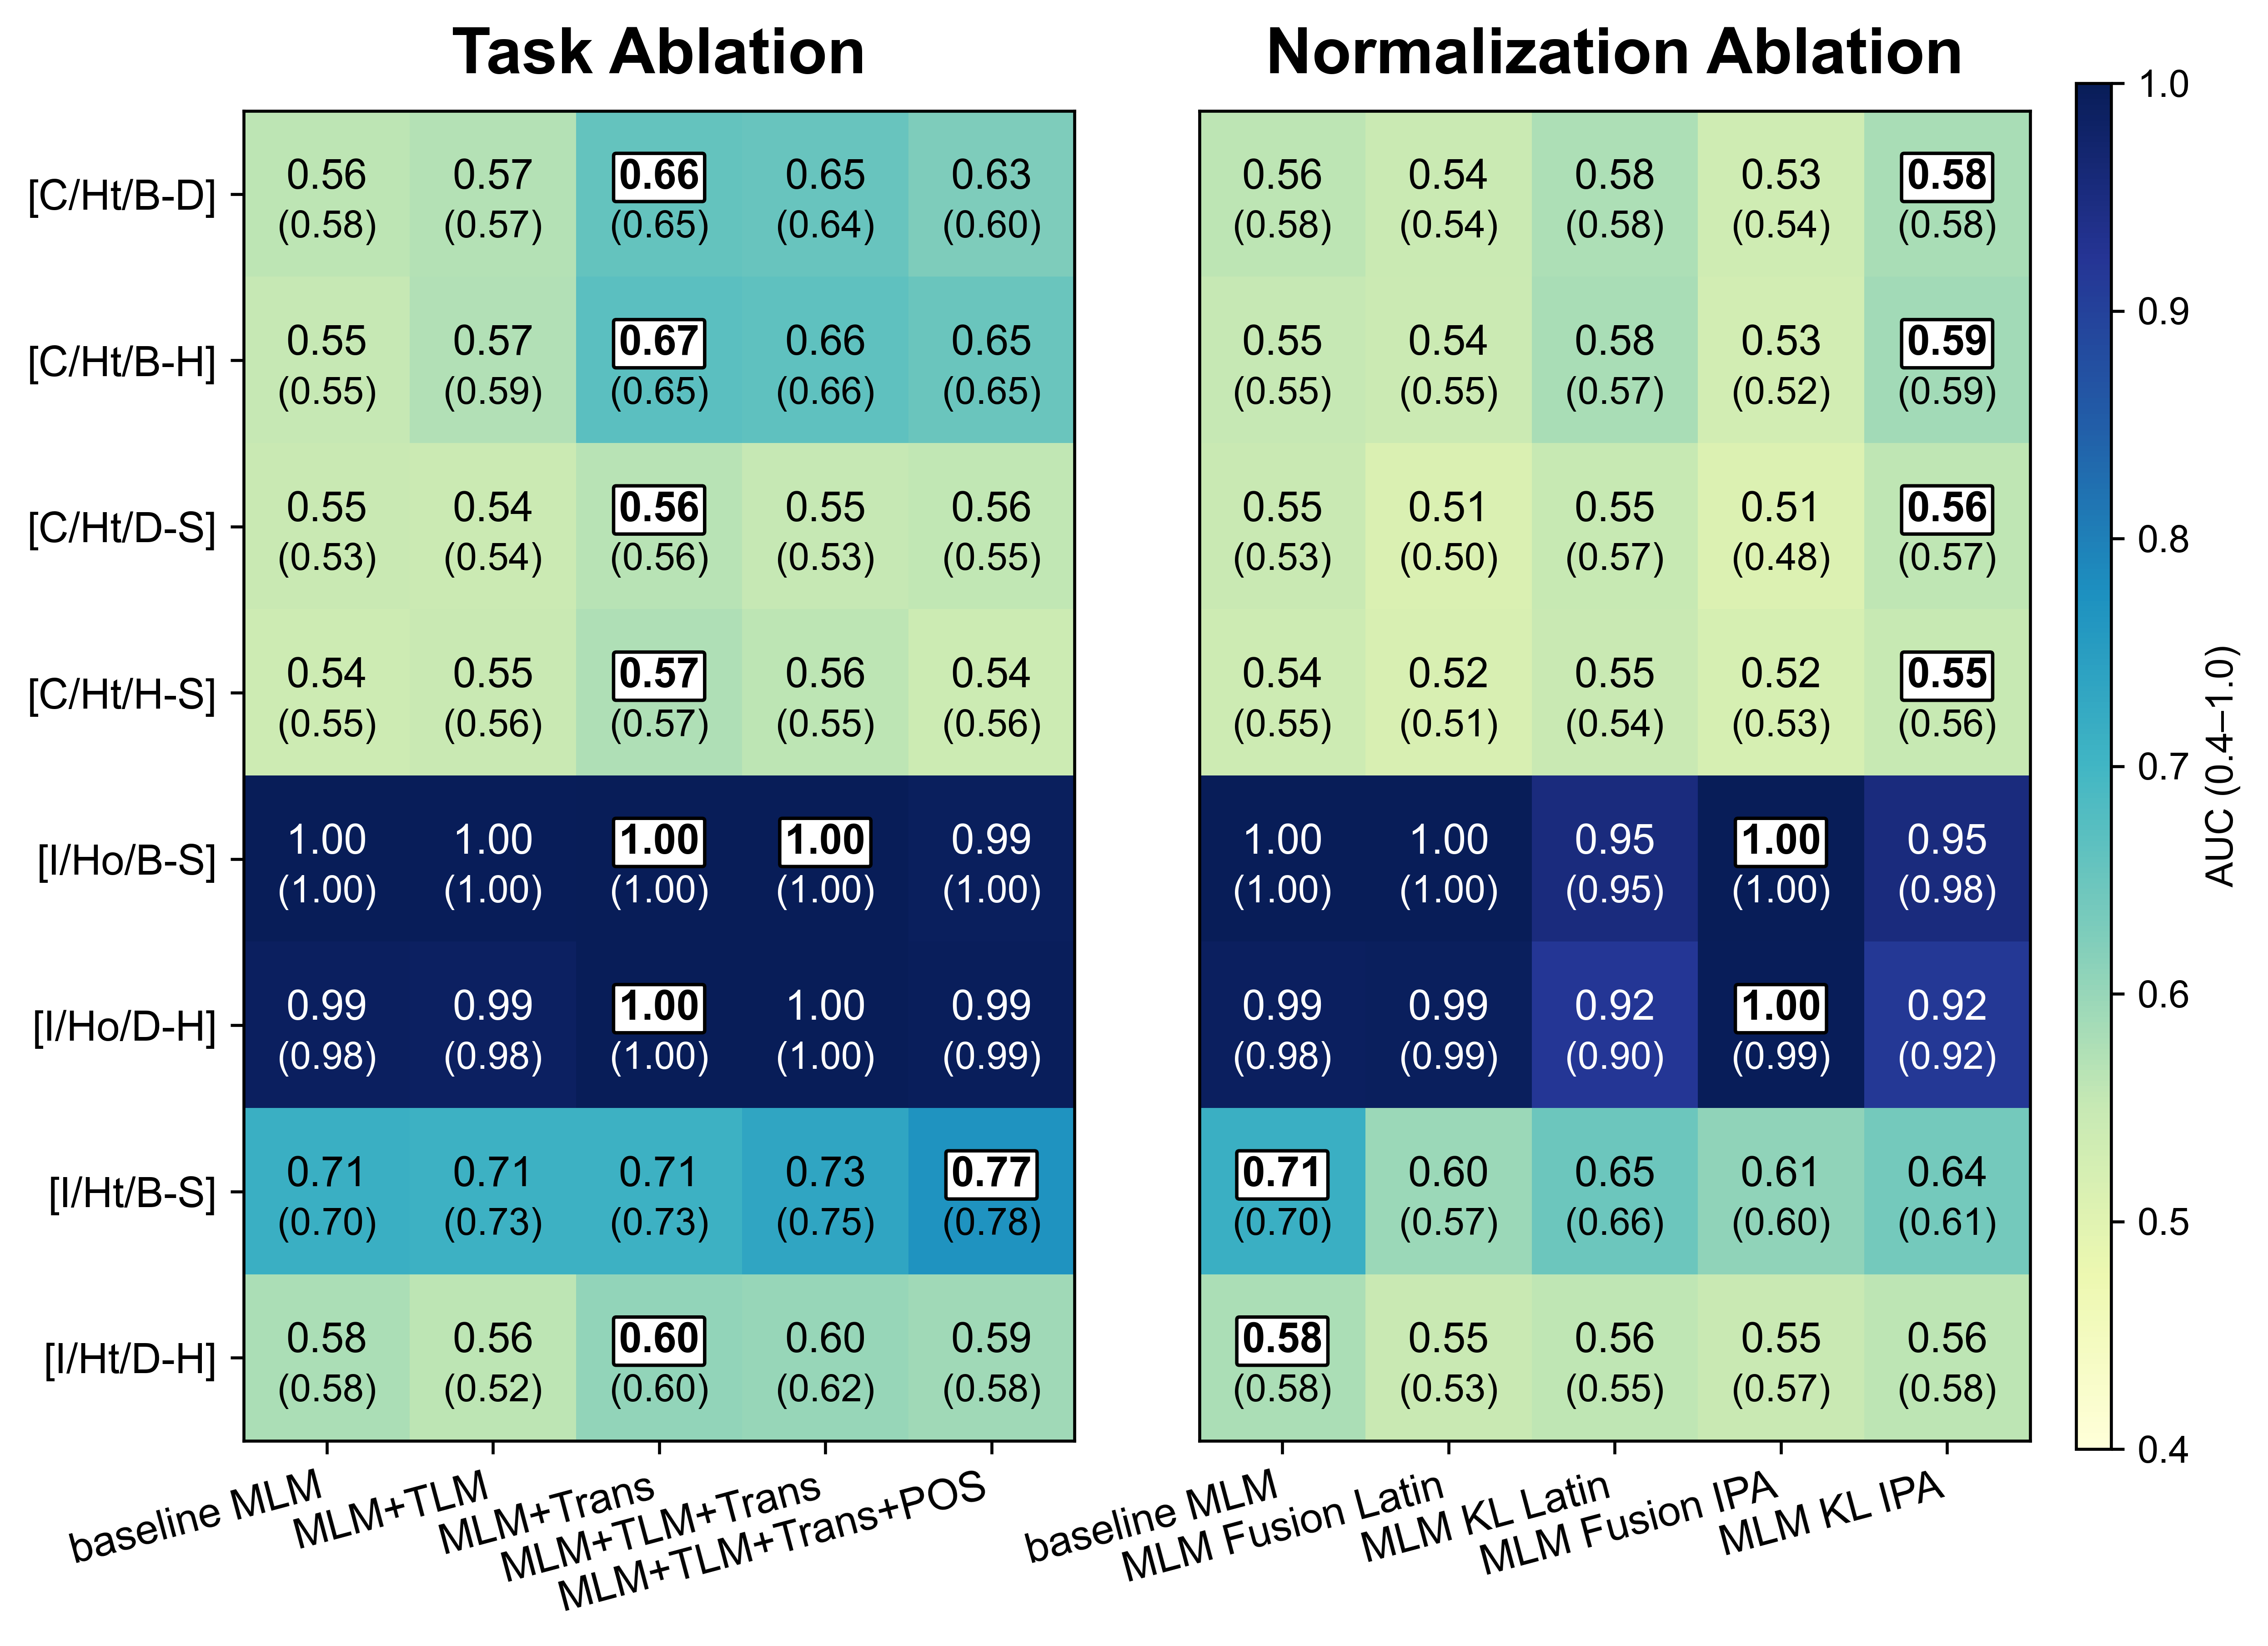 Task Ablation
Normalization Ablation
[C/Ht/B-D] 0.56 0.57 0.66 0.65 0.63 0.56 0.54 0.58 0.53 0.58
(0.58) (0.57) (0.65) (0.64) (0.60) (0.58) (0.54) (0.58) (0.54) (0.58)
[C/Ht/B-H] 0.55 0.57 0.67 0.66 0.65 0.55 0.54 0.58 0.53 0.59
(0.55) (0.59) (0.65) (0.66) (0.65) (0.55) (0.55) (0.57) (0.52) (0.59)
[C/Ht/D-S] 0.55 0.54 0.56 0.55 0.56 0.55 0.51 0.55 0.51 0.56
(0.53) (0.54) (0.56) (0.53) (0.55) (0.53) (0.50) (0.57) (0.48) (0.57)
[C/Ht/H-S] 0.54 0.55 0.57 0.56 0.54 0.54 0.52 0.55 0.52 0.55
(0.55) (0.56) (0.57) (0.55) (0.56) (0.55) (0.51) (0.54) (0.53) (0.56)
[I/Ho/B-S] 1.00 1.00 1.00 1.00 0.99 1.00 1.00 0.95 1.00 0.95
(1.00) (1.00) (1.00) (1.00) (1.00) (1.00) (1.00) (0.95) (1.00) (0.98)
[I/Ho/D-H] 0.99 0.99 1.00 1.00 0.99 0.99 0.99 0.92 1.00 0.92
(0.98) (0.98) (1.00) (1.00) (0.99) (0.98) (0.99) (0.90) (0.99) (0.92)
[I/Ht/B-S] 0.71 0.71 0.71 0.73 0.77 0.71 0.60 0.65 0.61 0.64
(0.70) (0.73) (0.73) (0.75) (0.78) (0.70) (0.57) (0.66) (0.60) (0.61)
[I/Ht/D-H] 0.58 0.56 0.60 0.60 0.59 0.58 0.55 0.56 0.55 0.56
(0.58) (0.52) (0.60) (0.62) (0.58) (0.58) (0.53) (0.55) (0.57) (0.58)
baseline MLM
MLM+TLM
MLM+Trans
MLM+TLM+Trans
MLM+TLM+Trans+POS
baseline MLM
MLM Fusion Latin
MLM KL Latin
MLM Fusion IPA
MLM KL IPA
1.0
0.9
0.8
0.7
0.6
0.5
0.4
AUC (0.4–1.0)